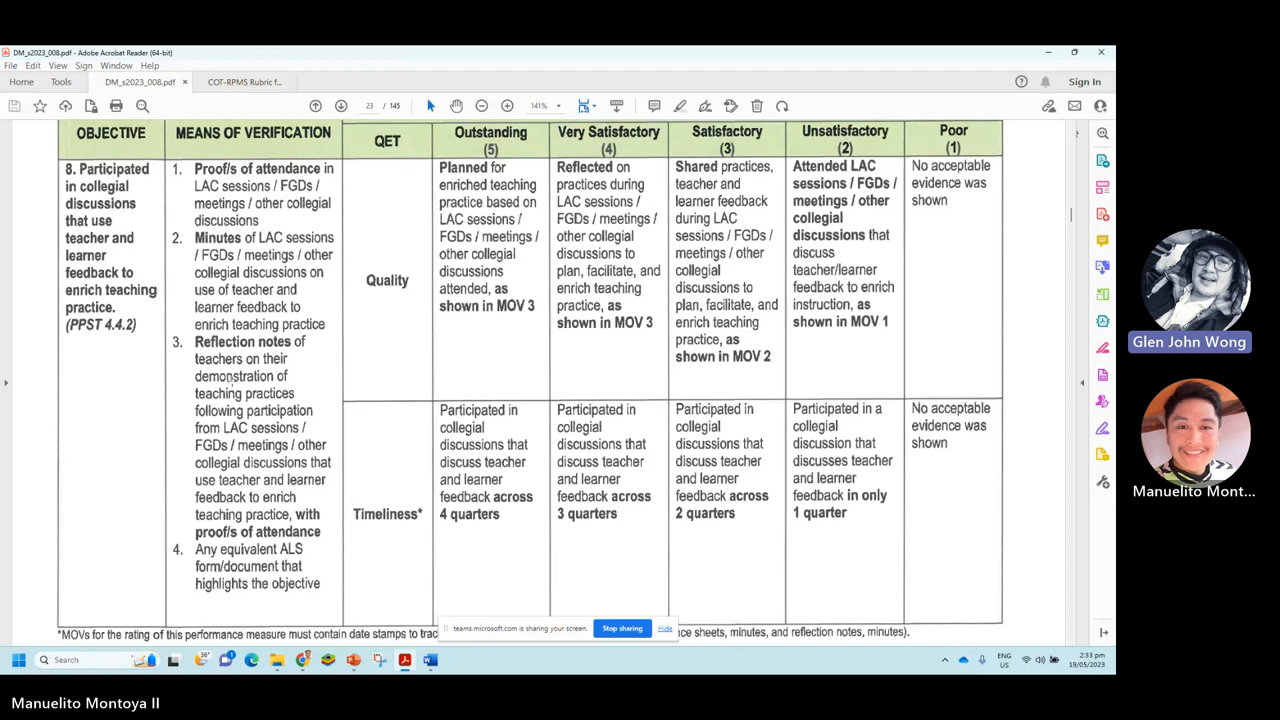 DM_s2023_008.pdf - Adobe Acrobat Reader (64-bit)
File Edit View Sign Window Help
Home Tools DM_s2023_008.pdf × COT-RPMS Rubric f... Sign In
23 / 145 141%
OBJECTIVE
MEANS OF VERIFICATION
QET
Outstanding
(5)
Very Satisfactory
(4)
Satisfactory
(3)
Unsatisfactory
(2)
Poor
(1)
8. Participated
in collegial
discussions
that use
teacher and
learner
feedback to
enrich teaching
practice.
(PPST 4.4.2)
1. Proof/s of attendance in
LAC sessions / FGDs /
meetings / other collegial
discussions
2. Minutes of LAC sessions
/ FGDs / meetings / other
collegial discussions on
use of teacher and
learner feedback to
enrich teaching practice
3. Reflection notes of
teachers on their
demonstration of
teaching practices
following participation
from LAC sessions /
FGDs / meetings / other
collegial discussions that
use teacher and learner
feedback to enrich
teaching practice, with
proof/s of attendance
4. Any equivalent ALS
form/document that
highlights the objective
Quality
Planned for
enriched teaching
practice based on
LAC sessions /
FGDs / meetings /
other collegial
discussions
attended, as
shown in MOV 3
Reflected on
practices during
LAC sessions /
FGDs / meetings /
other collegial
discussions to
plan, facilitate, and
enrich teaching
practice, as
shown in MOV 3
Shared practices,
teacher and
learner feedback
during LAC
sessions / FGDs /
meetings / other
collegial
discussions to
plan, facilitate, and
enrich teaching
practice, as
shown in MOV 2
Attended LAC
sessions / FGDs /
meetings / other
collegial
discussions that
discuss
teacher/learner
feedback to enrich
instruction, as
shown in MOV 1
No acceptable
evidence was
shown
Timeliness*
Participated in
collegial
discussions that
discuss teacher
and learner
feedback across
4 quarters
Participated in
collegial
discussions that
discuss teacher
and learner
feedback across
3 quarters
Participated in
collegial
discussions that
discuss teacher
and learner
feedback across
2 quarters
Participated in a
collegial
discussion that
discusses teacher
and learner
feedback in only
1 quarter
No acceptable
evidence was
shown
*MOVs for the rating of this performance measure must contain date stamps to trac
sheets, minutes, and reflection notes, minutes).
teams.microsoft.com is sharing your screen. Stop sharing Hide
Search
36°
ENG
US
2:33 pm
19/05/2023
Glen John Wong
Manuelito Mont...
Manuelito Montoya II